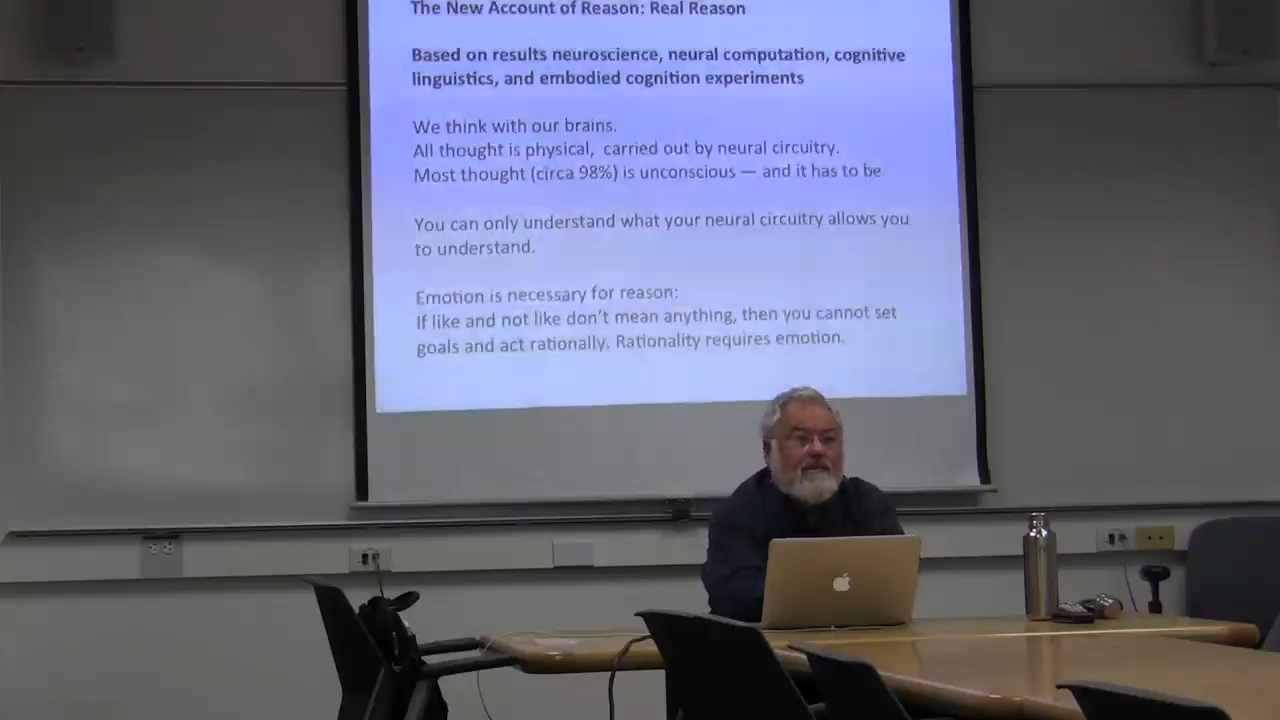 The New Account of Reason: Real Reason
Based on results neuroscience, neural computation, cognitive
linguistics, and embodied cognition experiments
We think with our brains.
All thought is physical, carried out by neural circuitry.
Most thought (circa 98%) is unconscious — and it has to be
You can only understand what your neural circuitry allows you
to understand.
Emotion is necessary for reason:
If like and not like don't mean anything, then you cannot set
goals and act rationally. Rationality requires emotion.